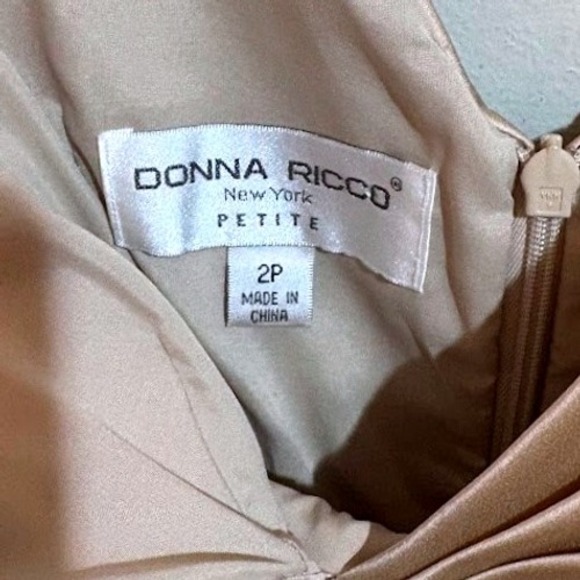 DONNA RICCO®
New York
PETITE
2P
MADE IN
CHINA